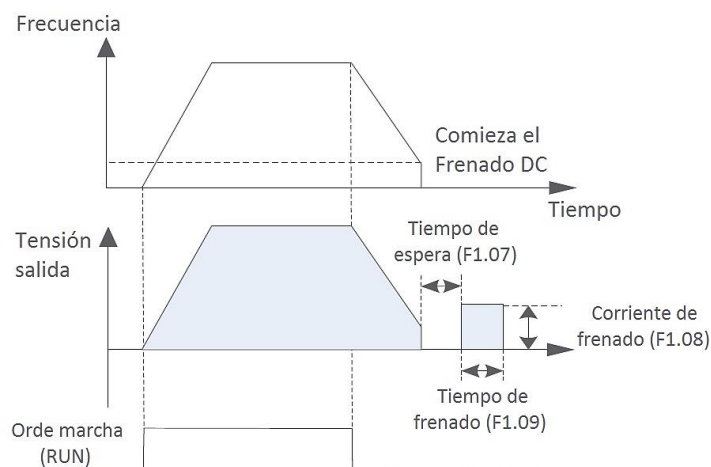 Frecuencia
Comieza el
Frenado DC
Tiempo
Tensión
salida
Tiempo de
espera (F1.07)
Corriente de
frenado (F1.08)
Tiempo de
frenado (F1.09)
Orde marcha
(RUN)